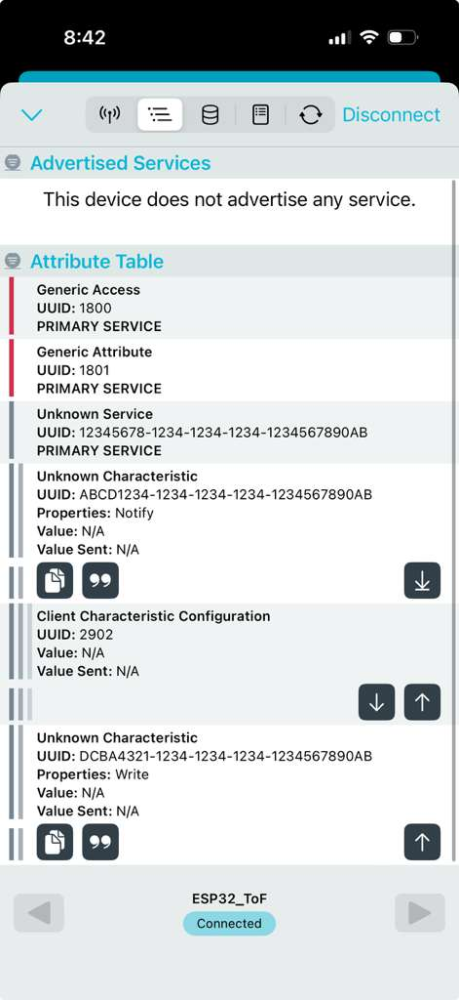 8:42
Disconnect
Advertised Services
This device does not advertise any service.
Attribute Table
Generic Access
UUID: 1800
PRIMARY SERVICE
Generic Attribute
UUID: 1801
PRIMARY SERVICE
Unknown Service
UUID: 12345678-1234-1234-1234-1234567890AB
PRIMARY SERVICE
Unknown Characteristic
UUID: ABCD1234-1234-1234-1234-1234567890AB
Properties: Notify
Value: N/A
Value Sent: N/A
Client Characteristic Configuration
UUID: 2902
Value: N/A
Value Sent: N/A
Unknown Characteristic
UUID: DCBA4321-1234-1234-1234-1234567890AB
Properties: Write
Value: N/A
Value Sent: N/A
ESP32_ToF
Connected